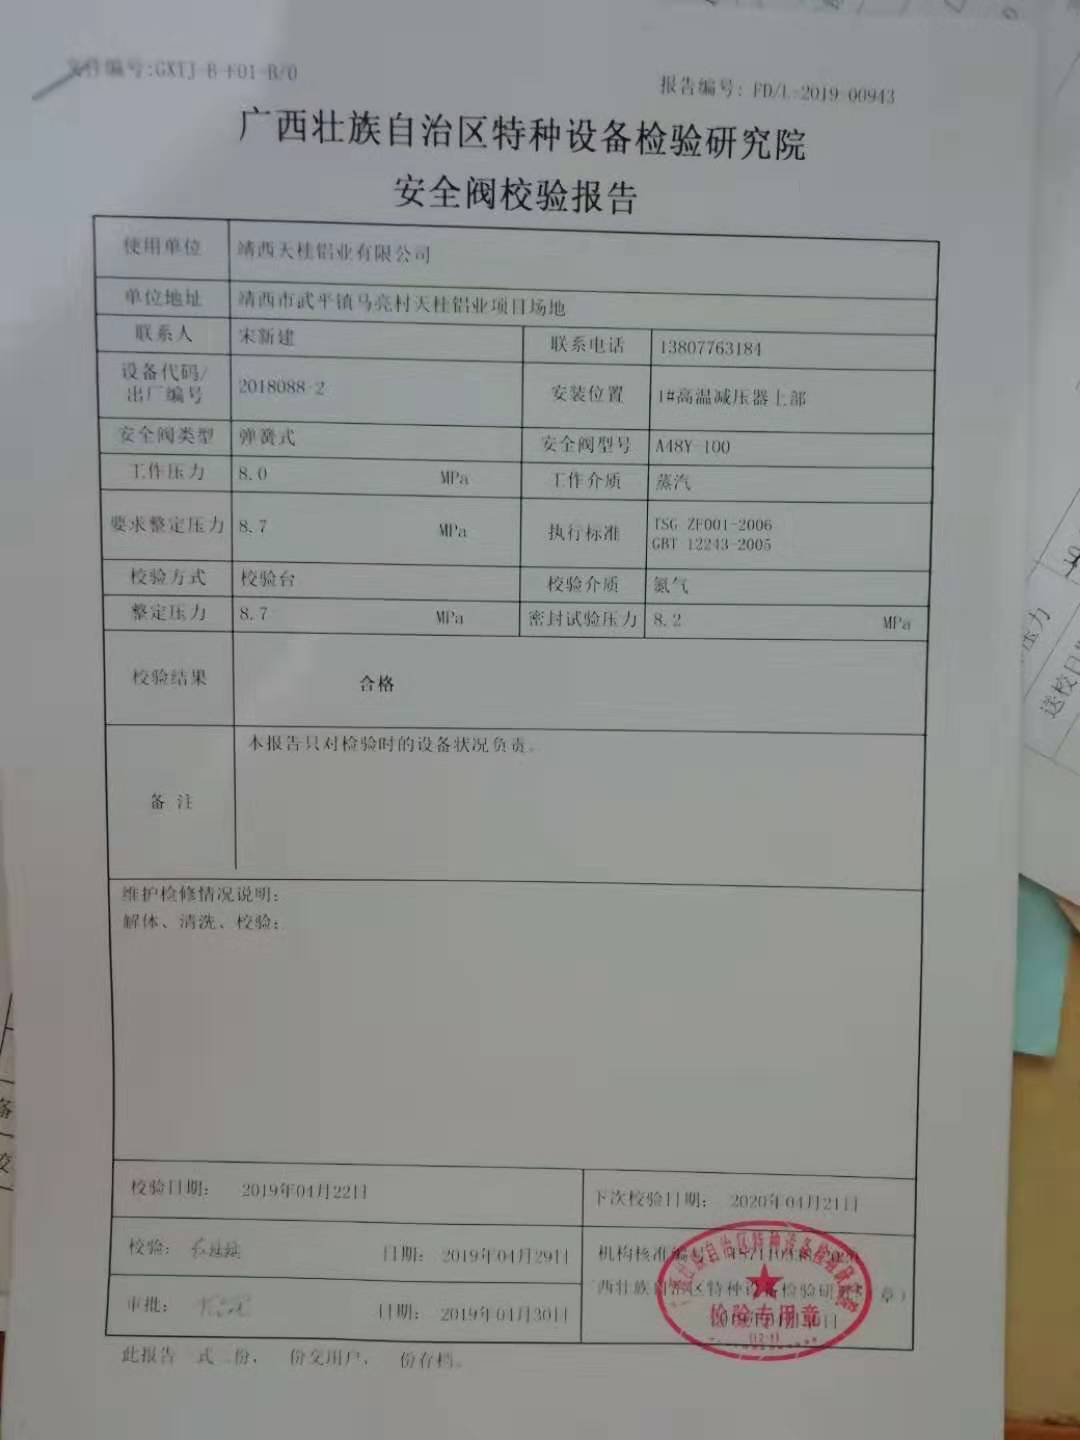 文件编号:GXTJ-B-F01-B/0
报告编号: FD/L-2019-00943
广西壮族自治区特种设备检验研究院
安全阀校验报告
使用单位 靖西天桂铝业有限公司
单位地址 靖西市武平镇马亮村天桂铝业项目场地
联系人 宋新建 联系电话 13807763184
设备代码/
出厂编号 2018088-2 安装位置 1#高温减压器上部
安全阀类型 弹簧式 安全阀型号 A48Y-100
工作压力 8.0 MPa 工作介质 蒸汽
要求整定压力 8.7 MPa 执行标准 TSG ZF001-2006
GBT 12243-2005
校验方式 校验台 校验介质 氮气
整定压力 8.7 MPa 密封试验压力 8.2 MPa
校验结果 合格
备 注 本报告只对检验时的设备状况负责。
维护检修情况说明:
解体、清洗、校验;
校验日期: 2019年04月22日 下次校验日期: 2020年04月21日
校验: 日期: 2019年04月29日 机构核准编号:
审批: 日期: 2019年04月30日 西壮族自治区特种设备检验研 章)
检验专用章
此报告 式二份, 份交用户, 份存档。
送校日
压力